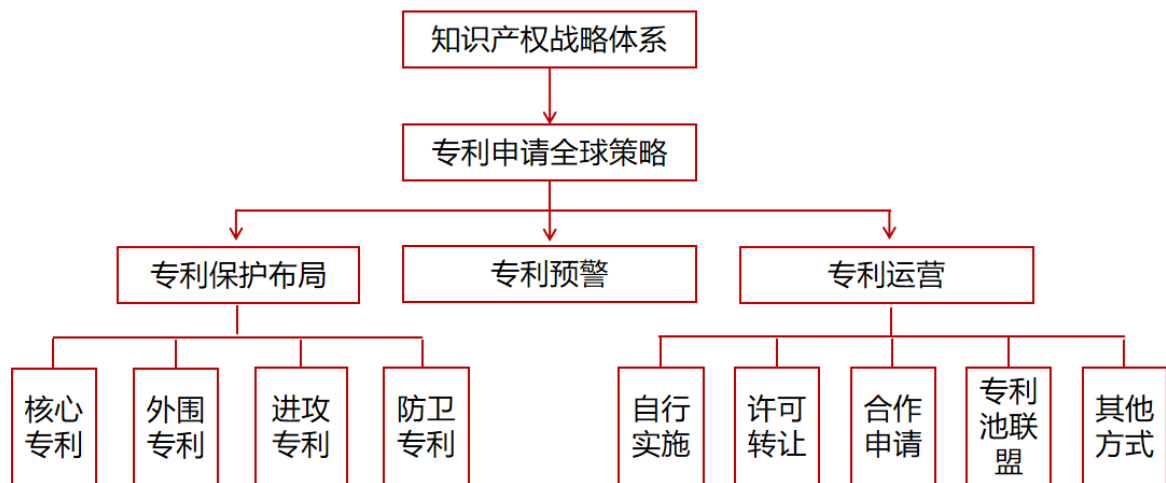 知识产权战略体系
专利申请全球策略
专利保护布局
专利预警
专利运营
核心
专利
外围
专利
进攻
专利
防卫
专利
自行
实施
许可
转让
合作
申请
专利
池联
盟
其他
方式